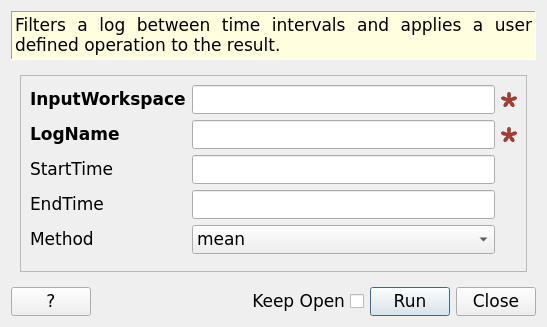 Filters a log between time intervals and applies a user
defined operation to the result.
InputWorkspace
LogName
StartTime
EndTime
Method mean
? Keep Open Run Close